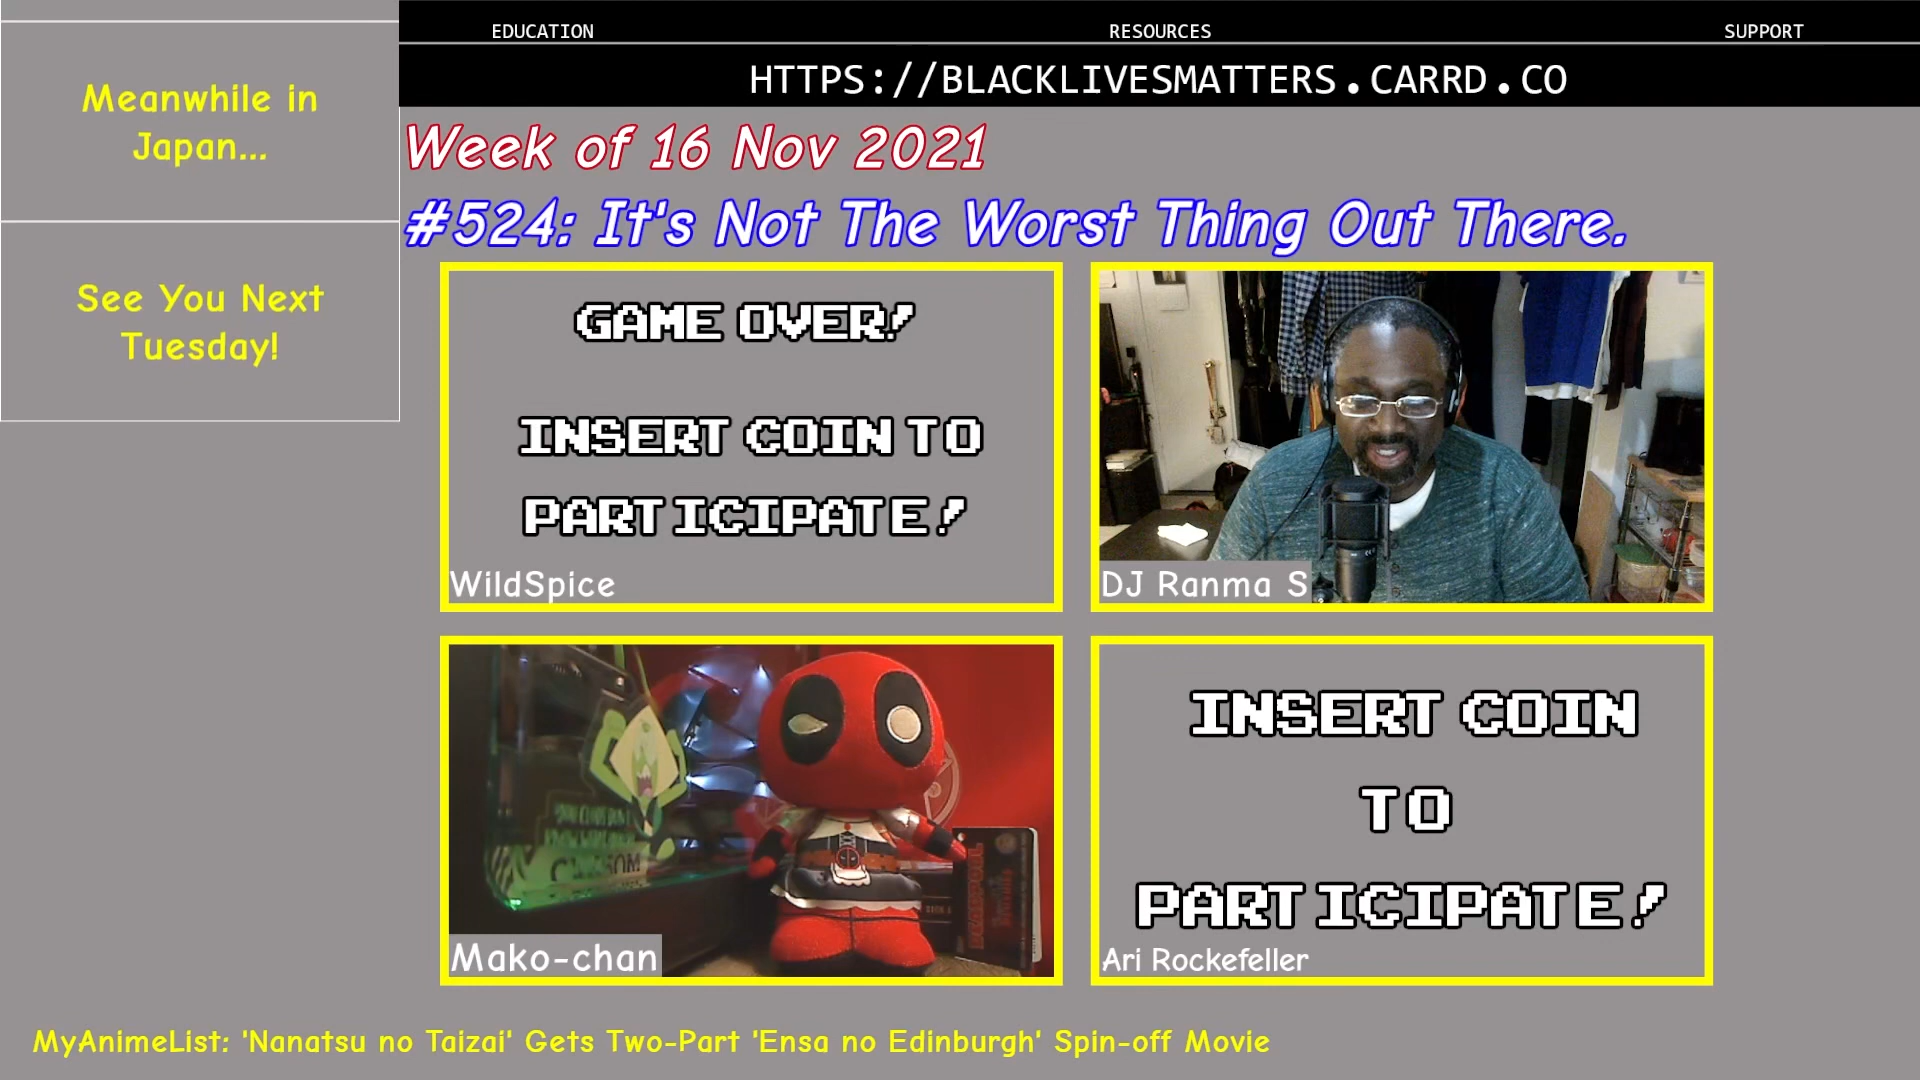 EDUCATION
RESOURCES
SUPPORT
HTTPS://BLACKLIVESMATTERS.CARRD.CO
Meanwhile in
Japan...
See You Next
Tuesday!
Week of 16 Nov 2021
#524: It's Not The Worst Thing Out There.
GAME OVER!
INSERT COIN TO
PARTICIPATE!
WildSpice
DJ Ranma S
DEADPOOL
Mako-chan
INSERT COIN
TO
PARTICIPATE!
Ari Rockefeller
MyAnimeList: 'Nanatsu no Taizai' Gets Two-Part 'Ensa no Edinburgh' Spin-off Movie